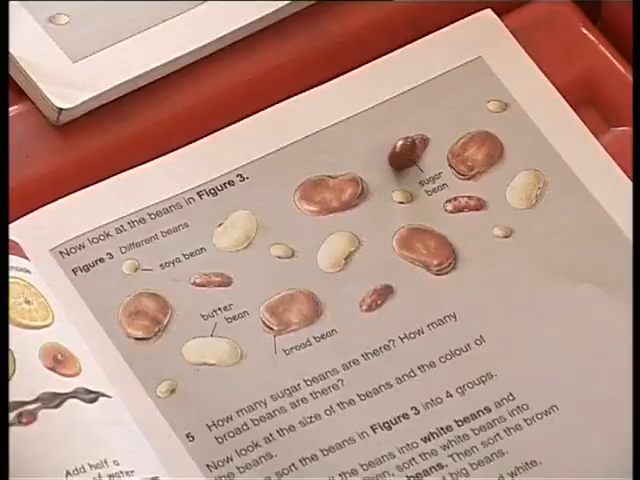 Now look at the beans in Figure 3.
Figure 3 Different beans
soya bean
sugar
bean
butter
bean
broad bean
5 How many sugar beans are there? How many
broad beans are there?
Now look at the size of the beans and the colour of
the beans.
sort the beans in Figure 3 into 4 groups.
the beans into white beans and
sort the white beans into
beans. Then sort the brown
big beans.
and white.
Add half a
of water